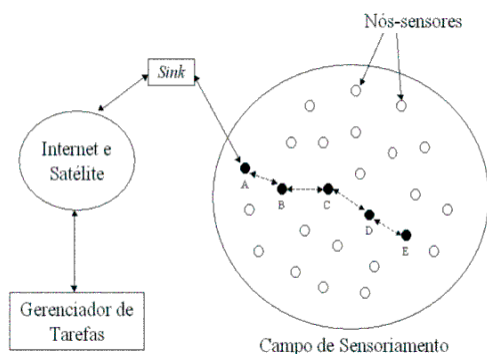 Nós-sensores
Sink
Internet e
Satélite
A
B
C
D
E
Gerenciador de
Tarefas
Campo de Sensoriamento